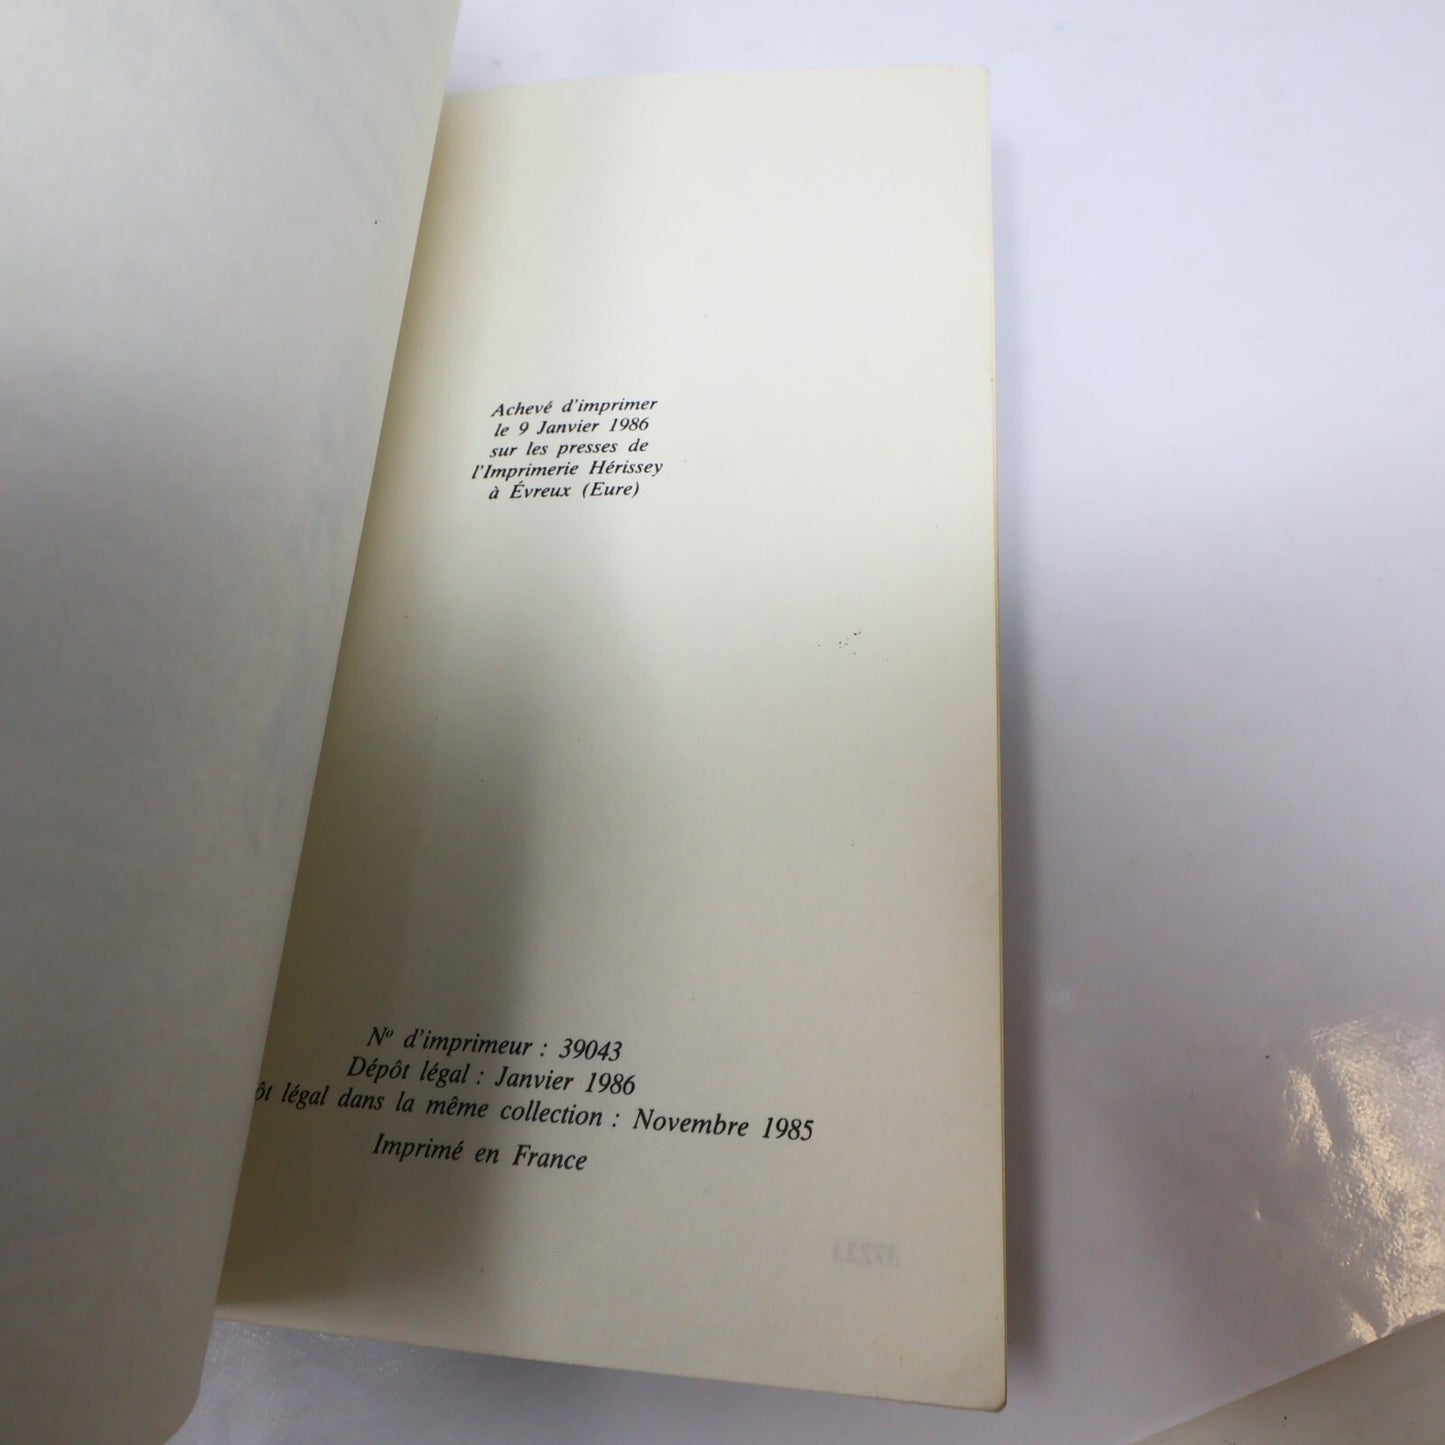 Achevé d'imprimer
le 9 Janvier 1986
sur les presses de
l'Imprimerie Hérissey
à Évreux (Eure)
Nº d'imprimeur : 39043
Dépôt légal : Janvier 1986
ôt légal dans la même collection : Novembre 1985
Imprimé en France